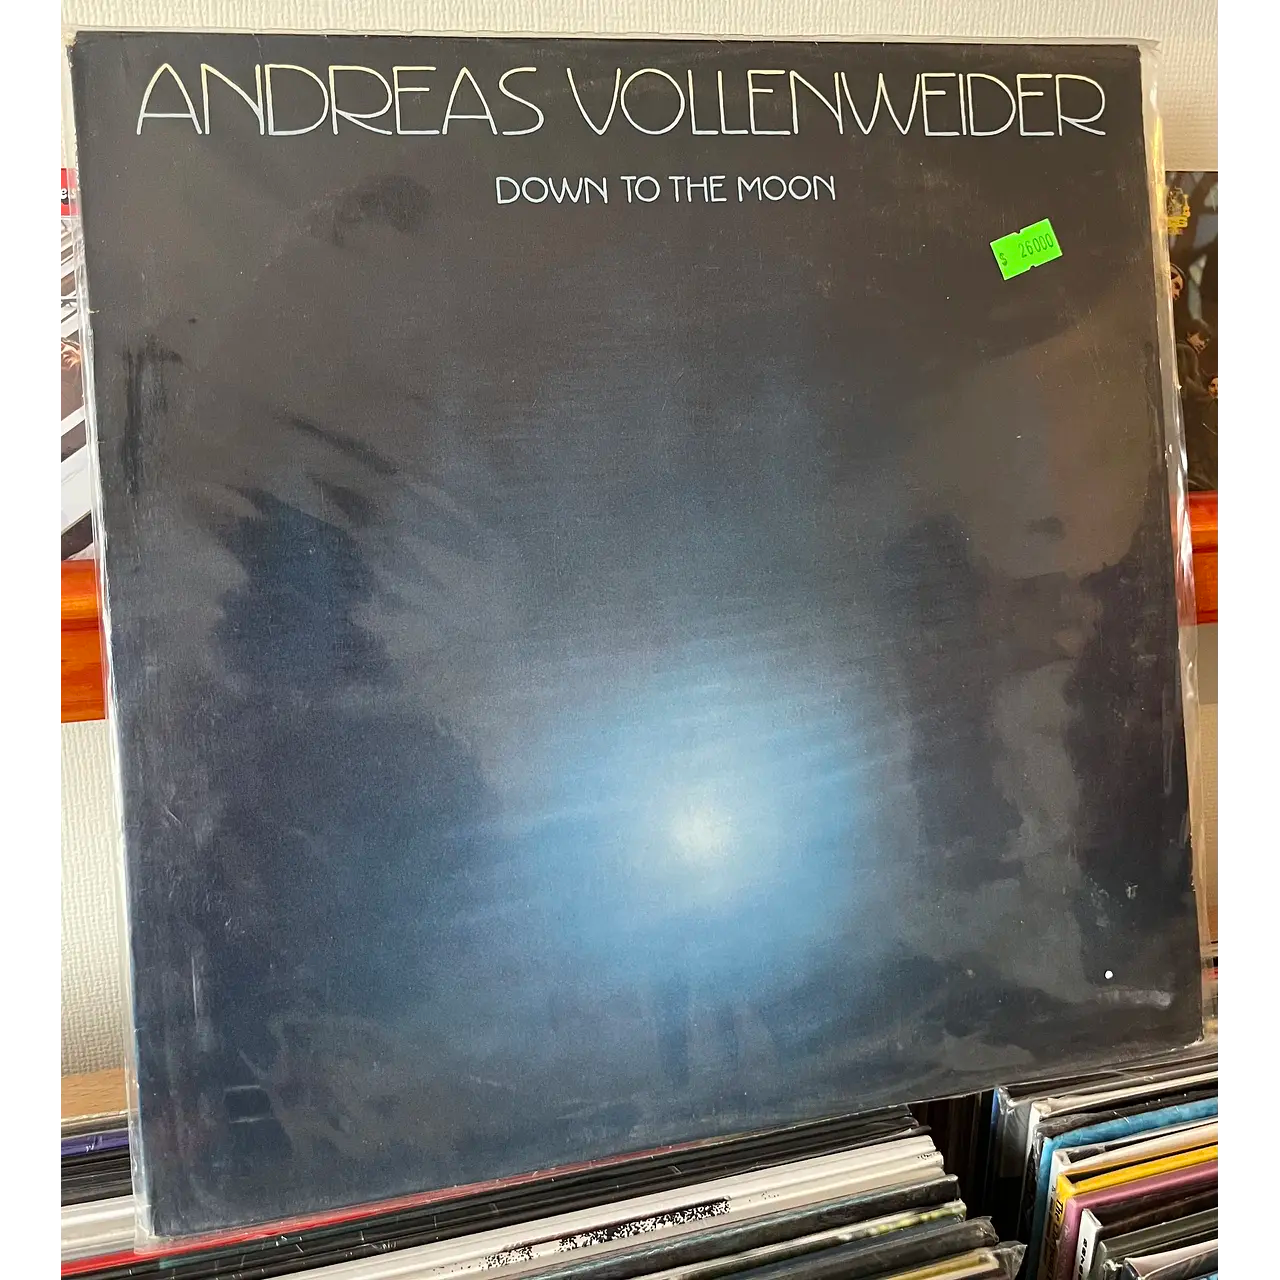 ANDREAS VOLLENWEIDER
DOWN TO THE MOON
$ 26000